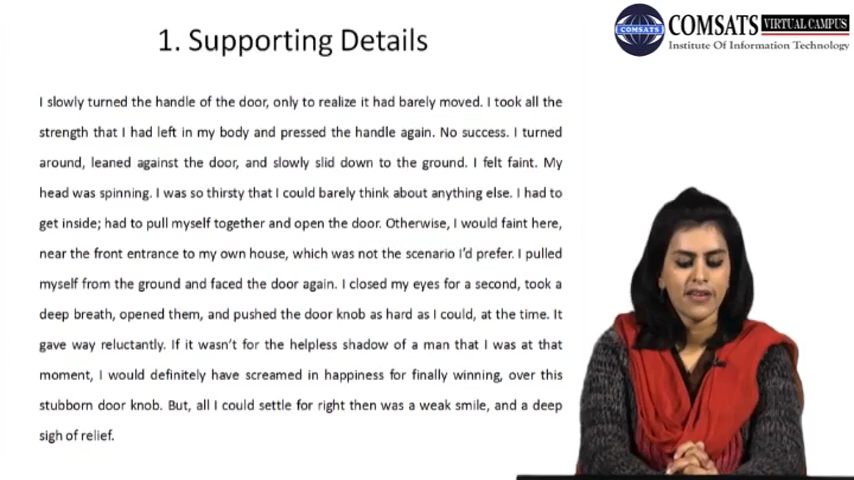 1. Supporting Details
COMSATS
COMSATS VIRTUAL CAMPUS
Institute Of Information Technology
I slowly turned the handle of the door, only to realize it had barely moved. I took all the
strength that I had left in my body and pressed the handle again. No success. I turned
around, leaned against the door, and slowly slid down to the ground. I felt faint. My
head was spinning. I was so thirsty that I could barely think about anything else. I had to
get inside; had to pull myself together and open the door. Otherwise, I would faint here,
near the front entrance to my own house, which was not the scenario I'd prefer. I pulled
myself from the ground and faced the door again. I closed my eyes for a second, took a
deep breath, opened them, and pushed the door knob as hard as I could, at the time. It
gave way reluctantly. If it wasn't for the helpless shadow of a man that I was at that
moment, I would definitely have screamed in happiness for finally winning, over this
stubborn door knob. But, all I could settle for right then was a weak smile, and a deep
sigh of relief.